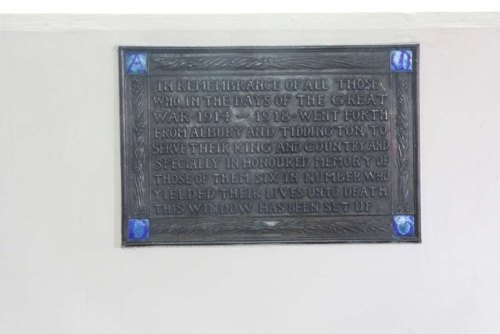 A
IN REMEMBRANCE OF ALL THOSE
WHO, IN THE DAYS OF THE GREAT
WAR · 1914 — 1918 · WENT FORTH
FROM ALBURY AND TIDDINGTON, TO
SERVE THEIR KING AND COUNTRY, AND
SPECIALLY IN HONOURED MEMORY OF
THOSE OF THEM SIX IN NUMBER WHO
YIELDED THEIR LIVES UNTO DEATH
THIS WINDOW HAS BEEN SET UP